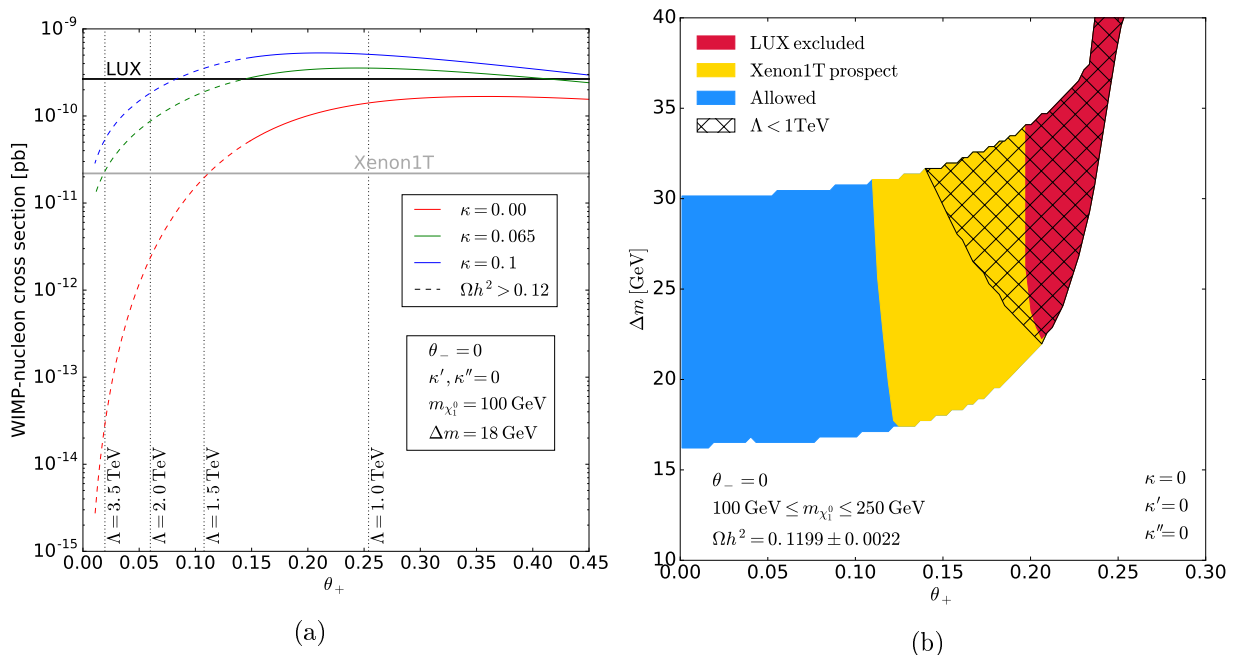 10⁻⁹
10⁻¹⁰
10⁻¹¹
10⁻¹²
10⁻¹³
10⁻¹⁴
10⁻¹⁵
WIMP-nucleon cross section [pb]
LUX
Xenon1T
κ = 0.00
κ = 0.065
κ = 0.1
Ωh² > 0.12
θ₋ = 0
κ′, κ″ = 0
m_{χ₁⁰} = 100 GeV
Δm = 18 GeV
Λ = 3.5 TeV
Λ = 2.0 TeV
Λ = 1.5 TeV
Λ = 1.0 TeV
0.00 0.05 0.10 0.15 0.20 0.25 0.30 0.35 0.40 0.45
θ₊
(a)
40
35
30
25
20
15
10
Δm [GeV]
LUX excluded
Xenon1T prospect
Allowed
Λ < 1TeV
θ₋ = 0
100 GeV ≤ m_{χ₁⁰} ≤ 250 GeV
Ωh² = 0.1199 ± 0.0022
κ = 0
κ′ = 0
κ″ = 0
0.00 0.05 0.10 0.15 0.20 0.25 0.30
θ₊
(b)